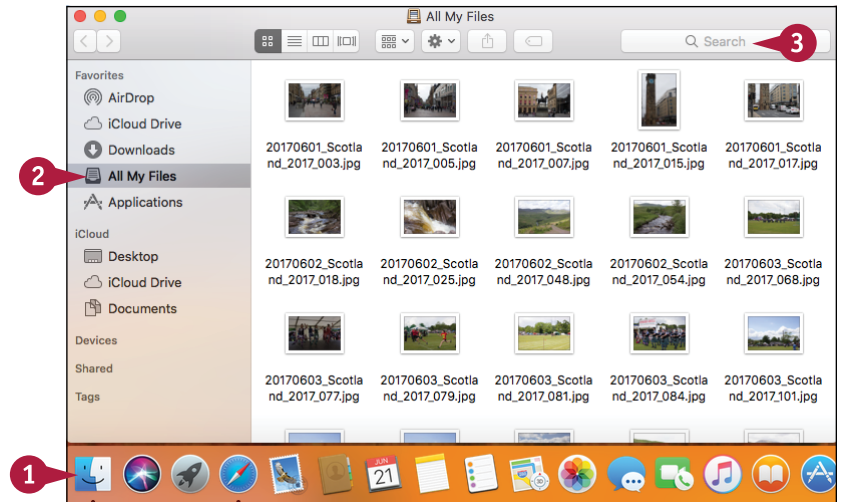 All My Files
Search
3
Favorites
AirDrop
iCloud Drive
Downloads
2
All My Files
Applications
iCloud
Desktop
iCloud Drive
Documents
Devices
Shared
Tags
20170601_Scotla
nd_2017_003.jpg
20170601_Scotla
nd_2017_005.jpg
20170601_Scotla
nd_2017_007.jpg
20170601_Scotla
nd_2017_015.jpg
20170601_Scotla
nd_2017_017.jpg
20170602_Scotla
nd_2017_018.jpg
20170602_Scotla
nd_2017_025.jpg
20170602_Scotla
nd_2017_048.jpg
20170602_Scotla
nd_2017_054.jpg
20170603_Scotla
nd_2017_068.jpg
20170603_Scotla
nd_2017_077.jpg
20170603_Scotla
nd_2017_079.jpg
20170603_Scotla
nd_2017_081.jpg
20170603_Scotla
nd_2017_084.jpg
20170603_Scotla
nd_2017_101.jpg
1
JUN
21
3D